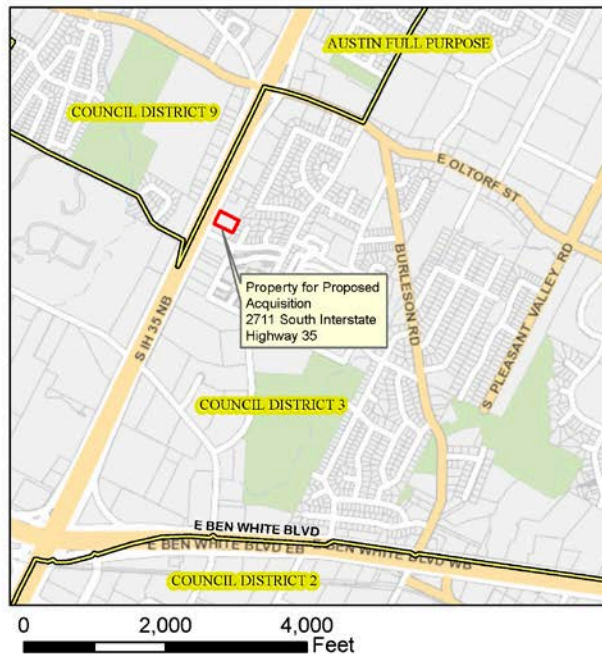 AUSTIN FULL PURPOSE
COUNCIL DISTRICT 9
E OLTORF ST
BURLESON RD
S PLEASANT VALLEY RD
S IH 35 NB
Property for Proposed
Acquisition
2711 South Interstate
Highway 35
COUNCIL DISTRICT 3
E BEN WHITE BLVD
E BEN WHITE BLVD EB
E BEN WHITE BLVD WB
COUNCIL DISTRICT 2
0 2,000 4,000
Feet